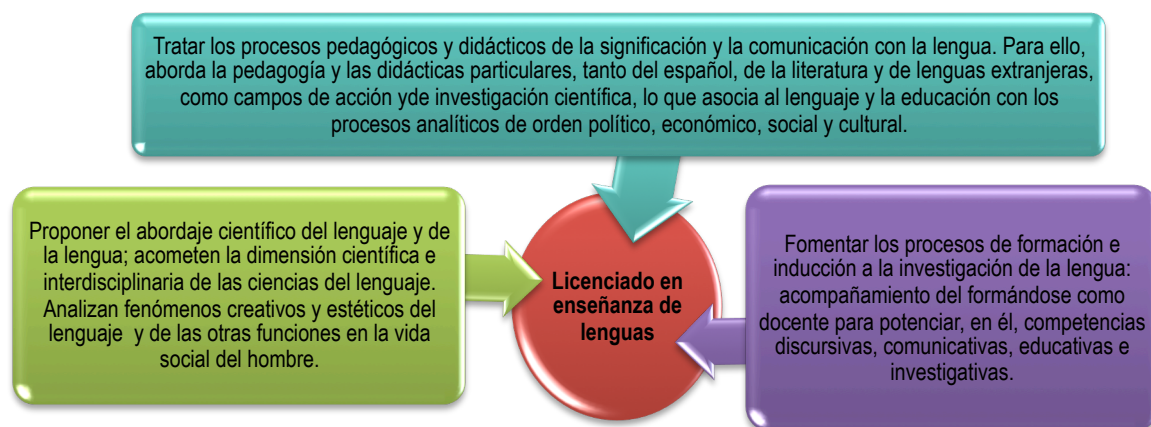 Tratar los procesos pedagógicos y didácticos de la significación y la comunicación con la lengua. Para ello,
aborda la pedagogía y las didácticas particulares, tanto del español, de la literatura y de lenguas extranjeras,
como campos de acción yde investigación científica, lo que asocia al lenguaje y la educación con los
procesos analíticos de orden político, económico, social y cultural.
Proponer el abordaje científico del lenguaje y de
la lengua; acometen la dimensión científica e
interdisciplinaria de las ciencias del lenguaje.
Analizan fenómenos creativos y estéticos del
lenguaje y de las otras funciones en la vida
social del hombre.
Licenciado en
enseñanza de
lenguas
Fomentar los procesos de formación e
inducción a la investigación de la lengua:
acompañamiento del formándose como
docente para potenciar, en él, competencias
discursivas, comunicativas, educativas e
investigativas.